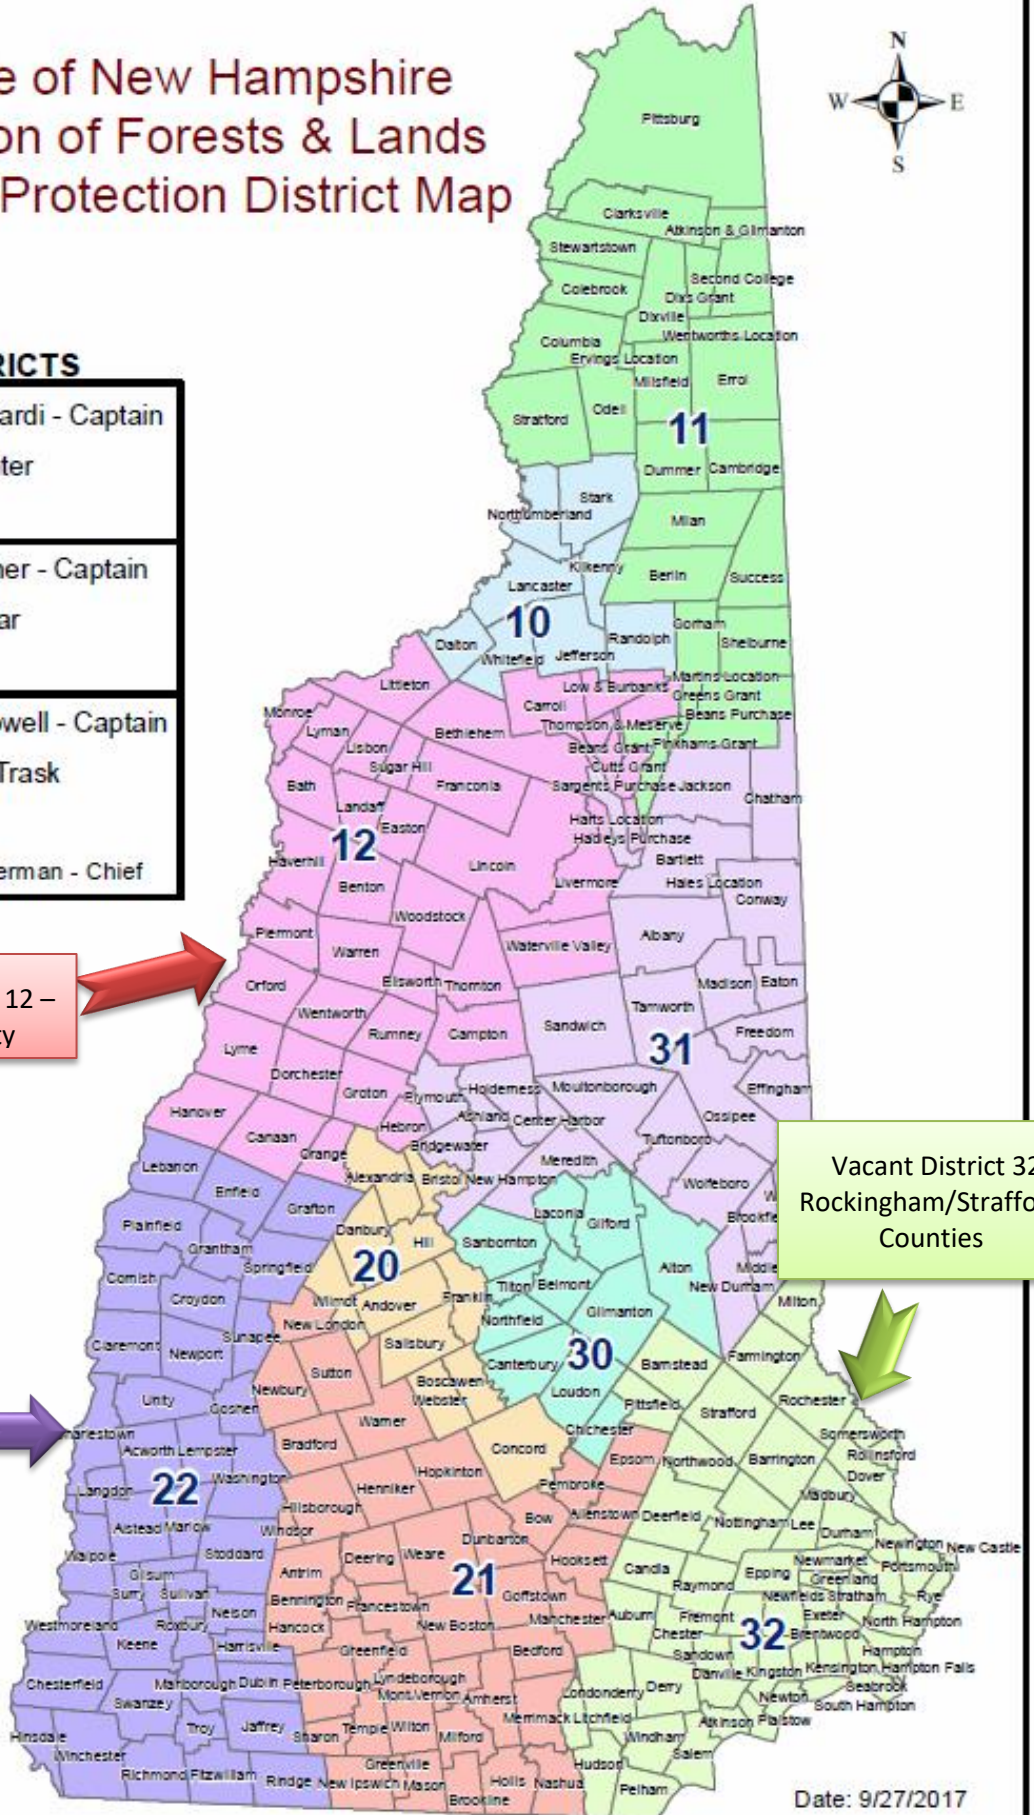 e of New Hampshire
on of Forests & Lands
Protection District Map
N
W E
S
RICTS
ardi - Captain
ter
ner - Captain
ar
well - Captain
Trask
erman - Chief
12 –
ty
Vacant District 32
Rockingham/Straffo
Counties
Pittsburg
Clarksville
Atkinson & Gilmanton
Stewartstown
Second College
Colebrook
Dixs Grant
Dixville
Wentworths Location
Columbia
Ervings Location
Millsfield
Errol
Odell
Stratford
11
Dummer
Cambridge
Stark
Northumberland
Milan
Kilkenny
Berlin
Success
Lancaster
10
Gorham
Randolph
Shelburne
Dalton
Whitefield
Jefferson
Martins Location
Littleton
Low & Burbanks
Greens Grant
Carroll
Beans Purchase
Monroe
Thompson & Meserve
Lyman
Bethlehem
Lisbon
Beans Grant
Pinkhams Grant
Sugar Hill
Cutts Grant
Bath
Franconia
Sargents Purchase
Jackson
Chatham
Landaff
Easton
Harts Location
12
Hadleys Purchase
Haverhill
Bartlett
Lincoln
Benton
Livermore
Hales Location
Conway
Woodstock
Piermont
Albany
Warren
Waterville Valley
Ellsworth
Thornton
Orford
Madison
Eaton
Wentworth
Tamworth
Rumney
Campton
Sandwich
Freedom
Lyme
31
Dorchester
Groton
Plymouth
Holderness
Moultonborough
Effingham
Hanover
Ashland
Center Harbor
Ossipee
Hebron
Canaan
Bridgewater
Tuftonboro
Orange
Meredith
Lebanon
Alexandria
Bristol
New Hampton
Wolfeboro
W
Enfield
Grafton
Laconia
Gilford
Brookfie
Plainfield
Danbury
Hill
Sanbornton
Grantham
20
Springfield
Alton
Middle
Cornish
Tilton
Belmont
New Durham
Croydon
Wilmot
Andover
Franklin
Milton
New London
Northfield
Gilmanton
Claremont
Sunapee
Salisbury
Newport
Canterbury
30
Barnstead
Farmington
Sutton
Boscawen
Loudon
Newbury
Webster
Unity
Pittsfield
Rochester
Goshen
Strafford
Warner
Chichester
harlestown
Somersworth
Bradford
Concord
Acworth
Lempster
Epsom
Northwood
Barrington
Rollinsford
Hopkinton
Dover
Washington
Henniker
Pembroke
Langdon
22
Madbury
Hillsborough
Bow
Allenstown
Deerfield
Nottingham
Lee
Alstead
Marlow
Windsor
Durham
Dunbarton
Newington
New Castle
Walpole
Stoddard
Deering
Weare
Hooksett
Newmarket
Portsmouth
Gilsum
Antrim
Candia
Epping
Greenland
21
Raymond
Surry
Sullivan
Bennington
Goffstown
Newfields
Stratham
Rye
Nelson
Francestown
Manchester
Auburn
Fremont
Exeter
North Hampton
Westmoreland
Roxbury
Hancock
New Boston
Chester
32
Brentwood
Keene
Harrisville
Greenfield
Bedford
Sandown
Hampton
Danville
Kingston
Kensington
Hampton Falls
Chesterfield
Marlborough
Dublin
Peterborough
Lyndeborough
Londonderry
Derry
Seabrook
Swanzey
Mont Vernon
Amherst
Newton
South Hampton
Merrimack
Litchfield
Atkinson
Plaistow
Hinsdale
Troy
Jaffrey
Sharon
Temple
Wilton
Milford
Windham
Winchester
Salem
Greenville
Hudson
Richmond
Fitzwilliam
Rindge
New Ipswich
Mason
Hollis
Nashua
Brookline
Pelham
Date: 9/27/2017